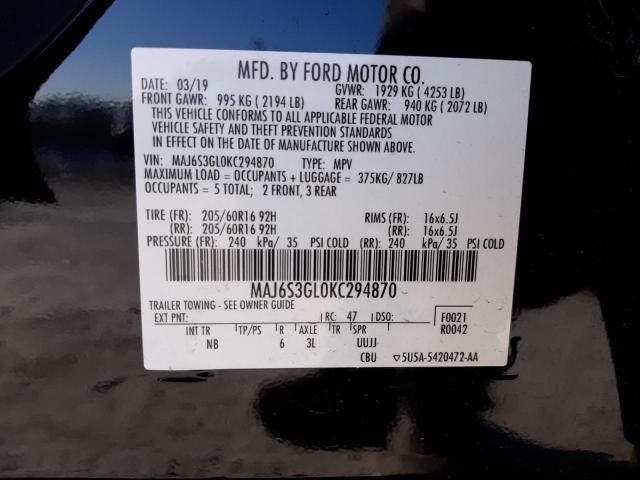 MFD. BY FORD MOTOR CO.
DATE: 03/19 GVWR: 1929 KG ( 4253 LB)
FRONT GAWR: 995 KG ( 2194 LB) REAR GAWR: 940 KG ( 2072 LB)
THIS VEHICLE CONFORMS TO ALL APPLICABLE FEDERAL MOTOR
VEHICLE SAFETY AND THEFT PREVENTION STANDARDS
IN EFFECT ON THE DATE OF MANUFACTURE SHOWN ABOVE.
VIN: MAJ6S3GL0KC294870 TYPE: MPV
MAXIMUM LOAD = OCCUPANTS + LUGGAGE = 375KG/ 827LB
OCCUPANTS = 5 TOTAL; 2 FRONT, 3 REAR
TIRE (FR): 205/60R16 92H RIMS (FR): 16x6.5J
(RR): 205/60R16 92H (RR): 16x6.5J
PRESSURE (FR): 240 kPa/ 35 PSI COLD (RR): 240 kPa/ 35 PSI COLD
MAJ6S3GL0KC294870
TRAILER TOWING - SEE OWNER GUIDE
EXT PNT: RC: 47 DSO: F0021
INT TR TP/PS R AXLE TR SPR R0042
NB 6 3L UUJJ
CBU ▽5U5A-5420472-AA